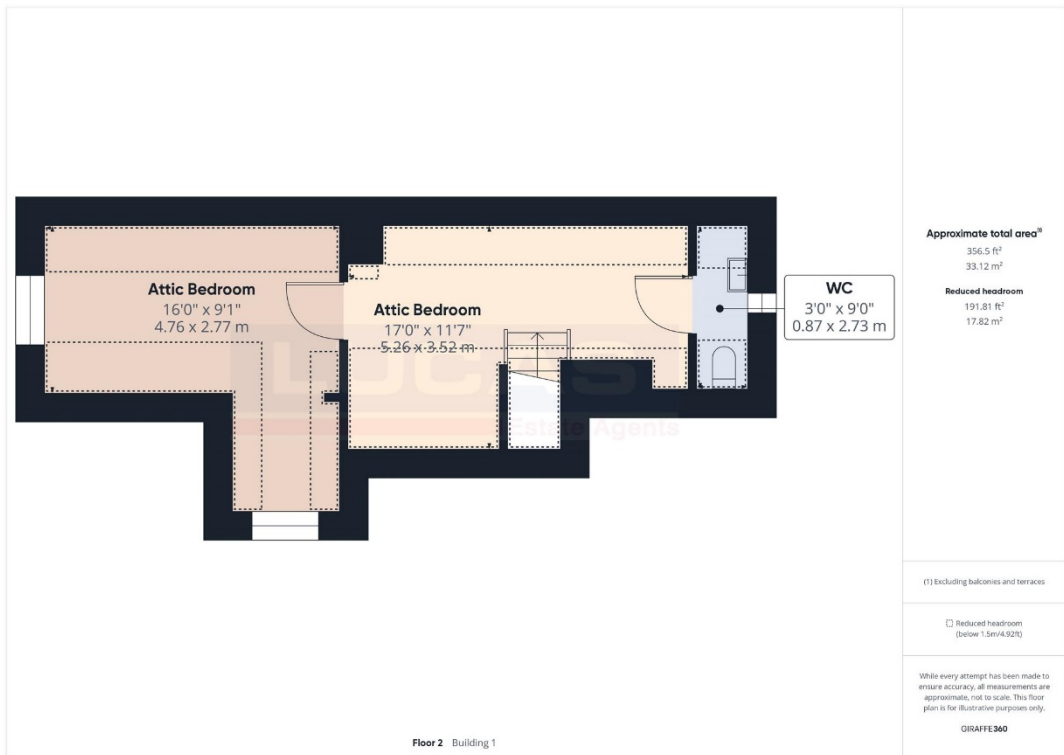 Attic Bedroom
16'0" x 9'1"
4.76 x 2.77 m
Attic Bedroom
17'0" x 11'7"
5.26 x 3.52 m
WC
3'0" x 9'0"
0.87 x 2.73 m
LUCAS
Estate Agents
Floor 2 Building 1
Approximate total area⁽¹⁾
356.5 ft²
33.12 m²
Reduced headroom
191.81 ft²
17.82 m²
(1) Excluding balconies and terraces
Reduced headroom
(below 1.5m/4.92ft)
While every attempt has been made to
ensure accuracy, all measurements are
approximate, not to scale. This floor
plan is for illustrative purposes only.
GIRAFFE360